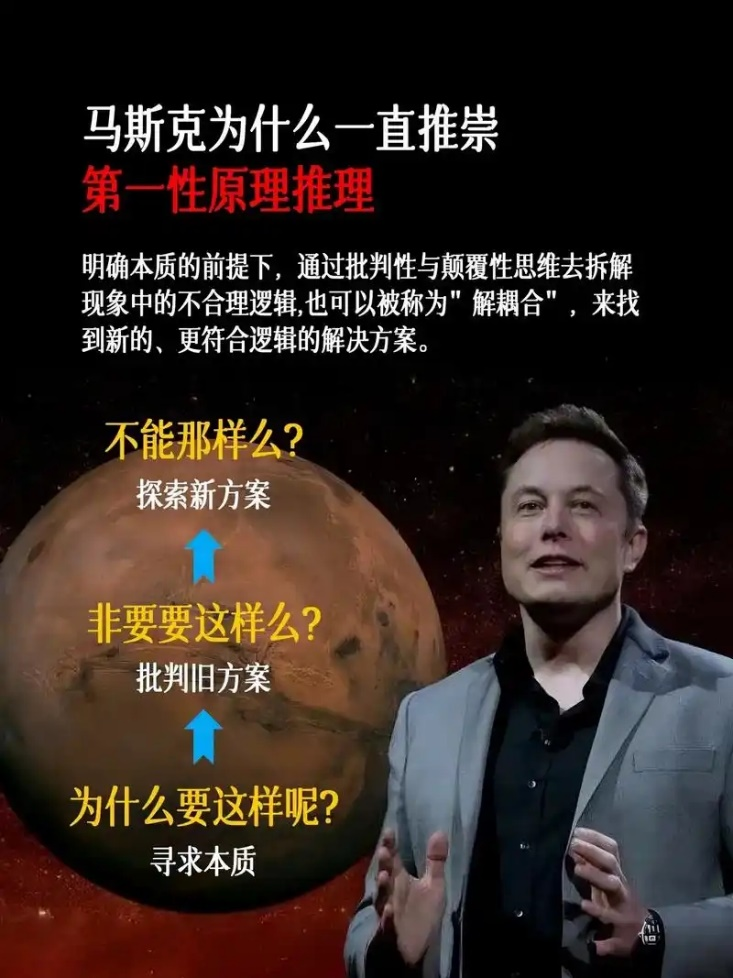 马斯克为什么一直推崇
第一性原理推理
明确本质的前提下，通过批判性与颠覆性思维去拆解
现象中的不合理逻辑,也可以被称为"解耦合"，来找
到新的、更符合逻辑的解决方案。
不能那样么?
探索新方案
非要要这样么?
批判旧方案
为什么要这样呢?
寻求本质